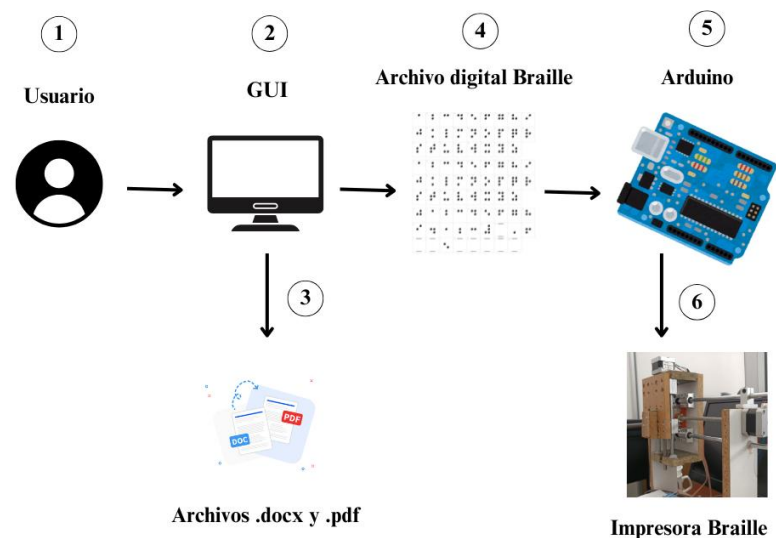 1
Usuario
2
GUI
4
Archivo digital Braille
5
Arduino
3
DOC
PDF
Archivos .docx y .pdf
6
Impresora Braille